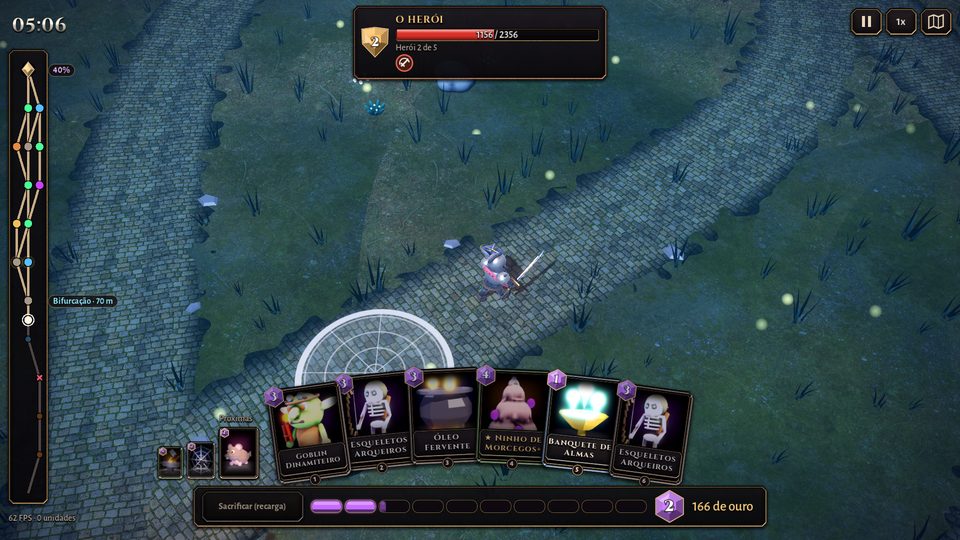 05:06
O HERÓI
2
1156 / 2356
Herói 2 de 5
1x
40%
Bifurcação · 70 m
3
3
3
4
1
3
GOBLIN
DINAMITEIRO
ESQUELETOS
ARQUEIROS
ÓLEO
FERVENTE
★ NINHO DE
MORCEGOS+
BANQUETE DE
ALMAS
ESQUELETOS
ARQUEIROS
1
2
3
4
5
6
Sacrificar (recarga)
2
166 de ouro
62 FPS · 0 unidades